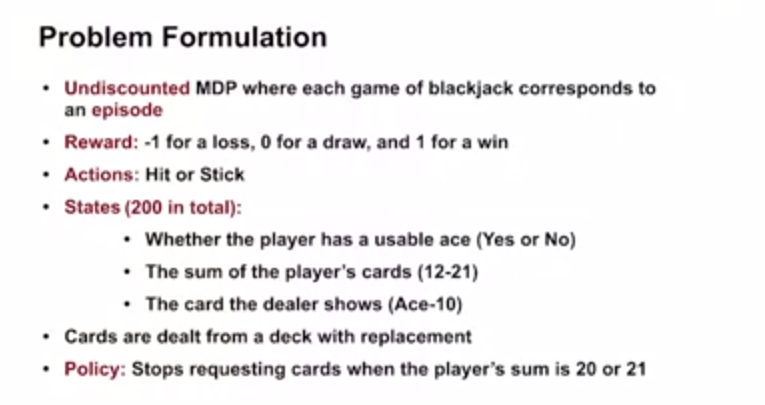 Problem Formulation
• Undiscounted MDP where each game of blackjack corresponds to
an episode
• Reward: -1 for a loss, 0 for a draw, and 1 for a win
• Actions: Hit or Stick
• States (200 in total):
• Whether the player has a usable ace (Yes or No)
• The sum of the player's cards (12-21)
• The card the dealer shows (Ace-10)
• Cards are dealt from a deck with replacement
• Policy: Stops requesting cards when the player's sum is 20 or 21